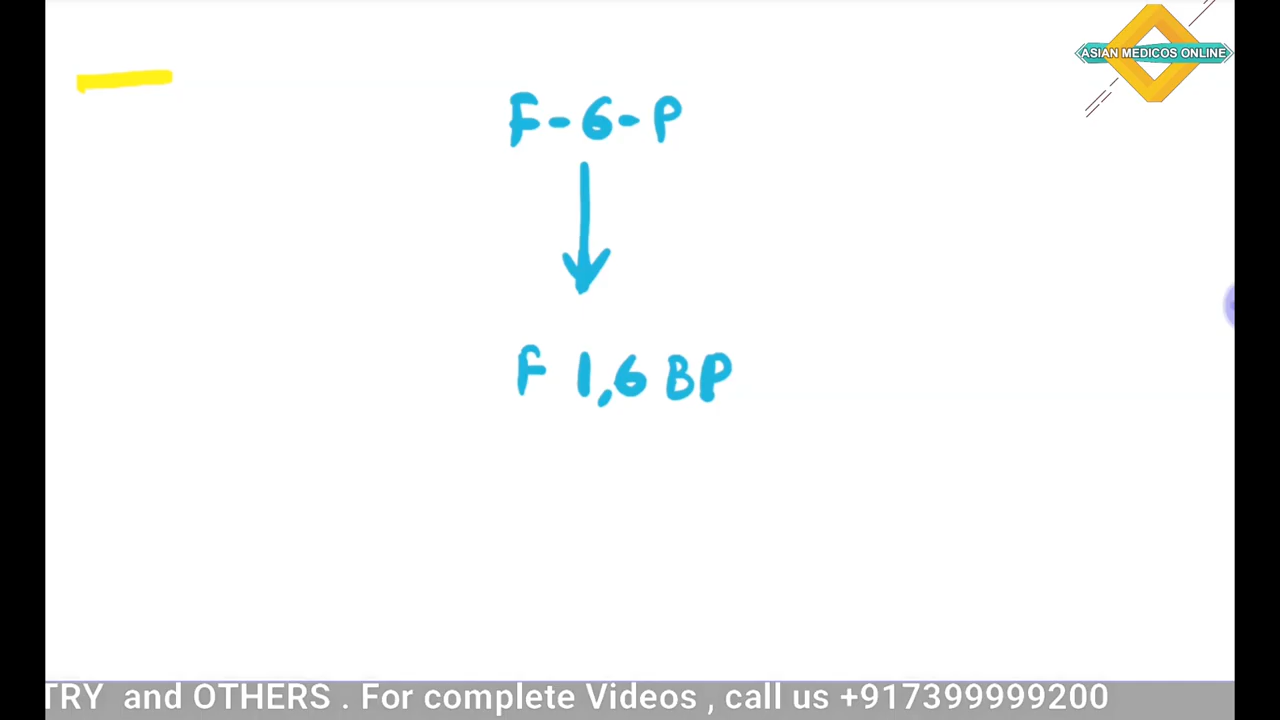 ASIAN MEDICOS ONLINE
F-6-P
F 1,6 BP
TRY and OTHERS . For complete Videos , call us +917399999200